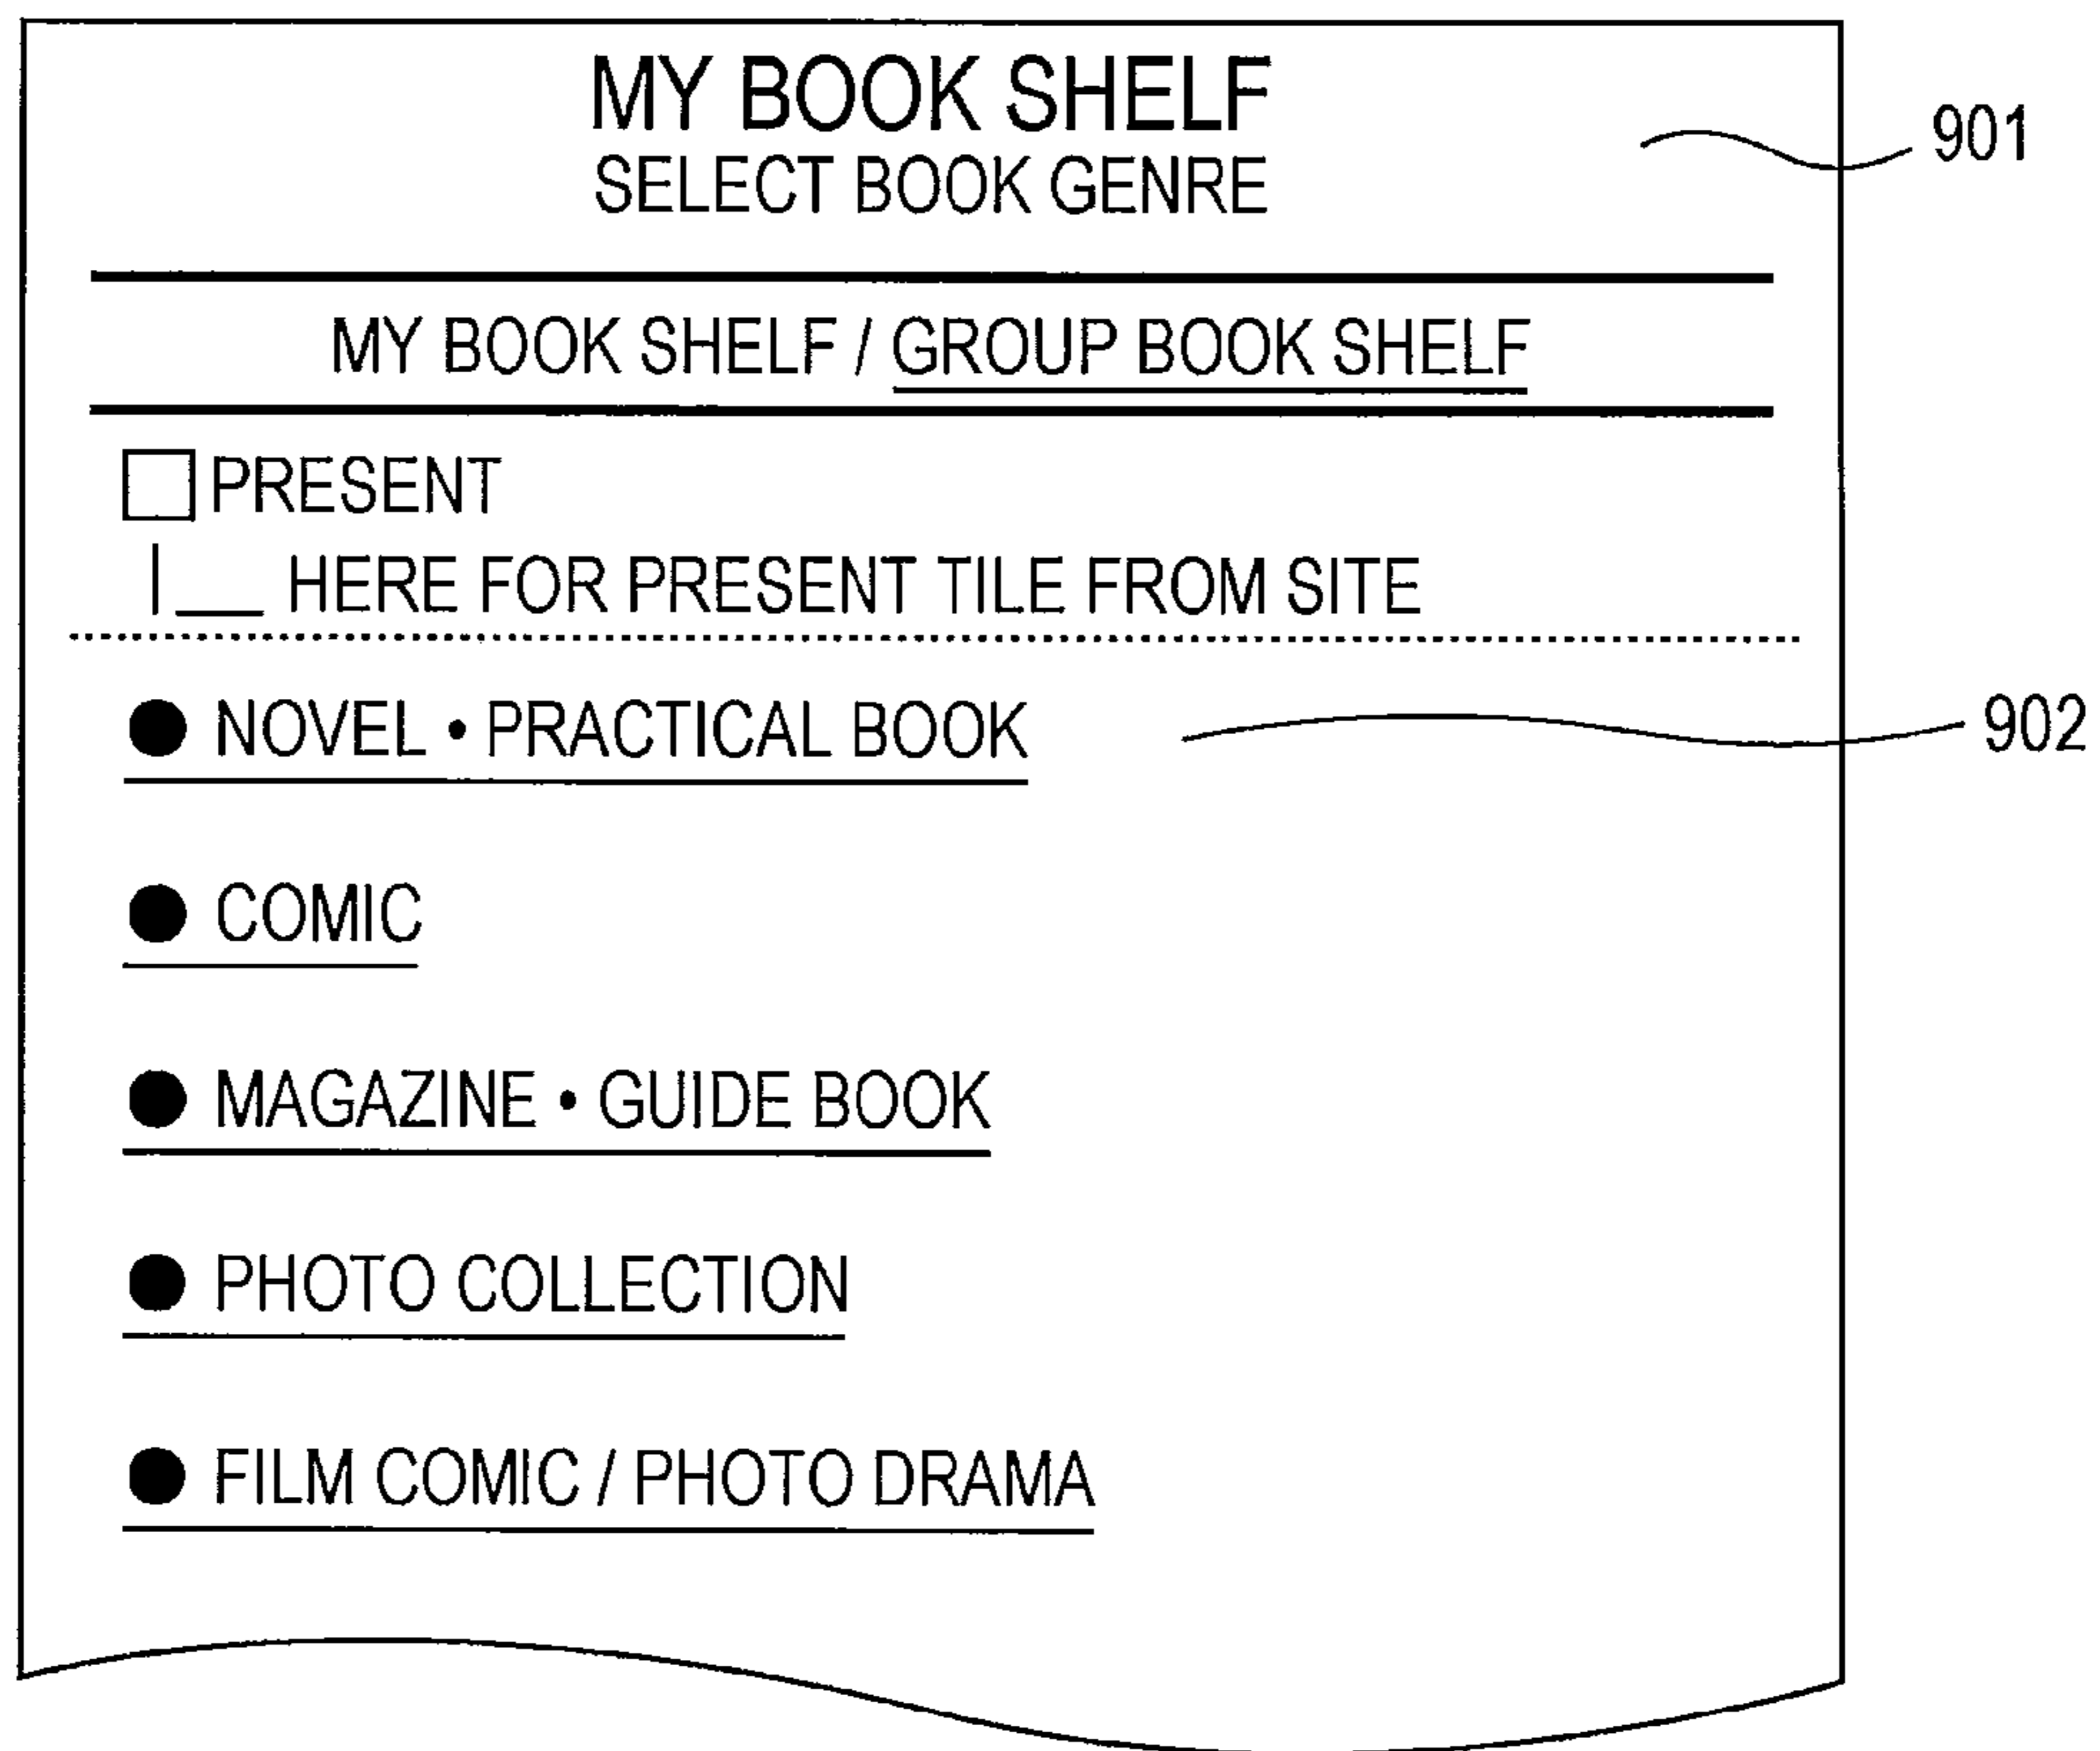 MY BOOK SHELF
SELECT BOOK GENRE
901
MY BOOK SHELF / GROUP BOOK SHELF
PRESENT
HERE FOR PRESENT TILE FROM SITE
● NOVEL • PRACTICAL BOOK
902
● COMIC
● MAGAZINE • GUIDE BOOK
● PHOTO COLLECTION
● FILM COMIC / PHOTO DRAMA